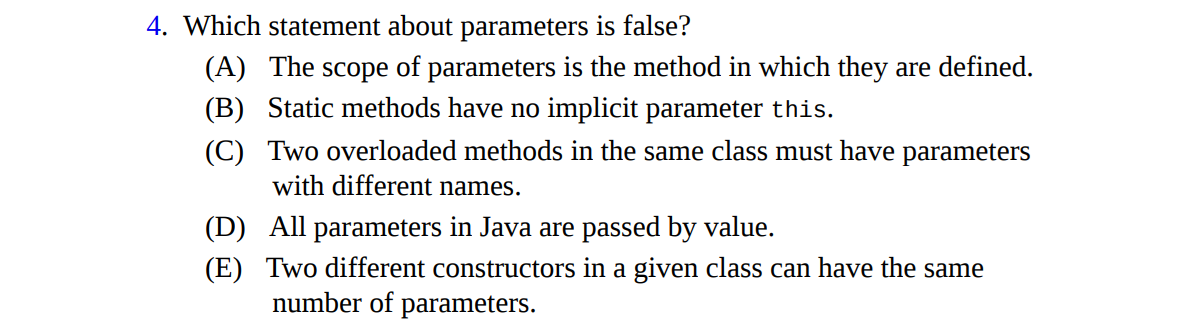 4. Which statement about parameters is false?
(A) The scope of parameters is the method in which they are defined.
(B) Static methods have no implicit parameter this.
(C) Two overloaded methods in the same class must have parameters
with different names.
(D) All parameters in Java are passed by value.
(E) Two different constructors in a given class can have the same
number of parameters.